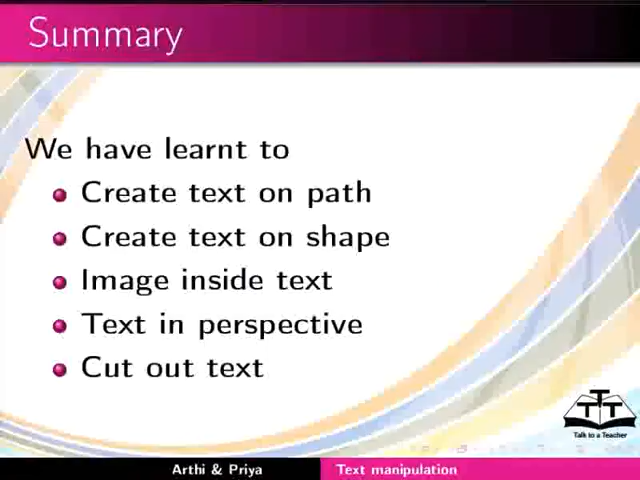 Summary
We have learnt to
Create text on path
Create text on shape
Image inside text
Text in perspective
Cut out text
TTT
Talk to a Teacher
Arthi & Priya
Text manipulation